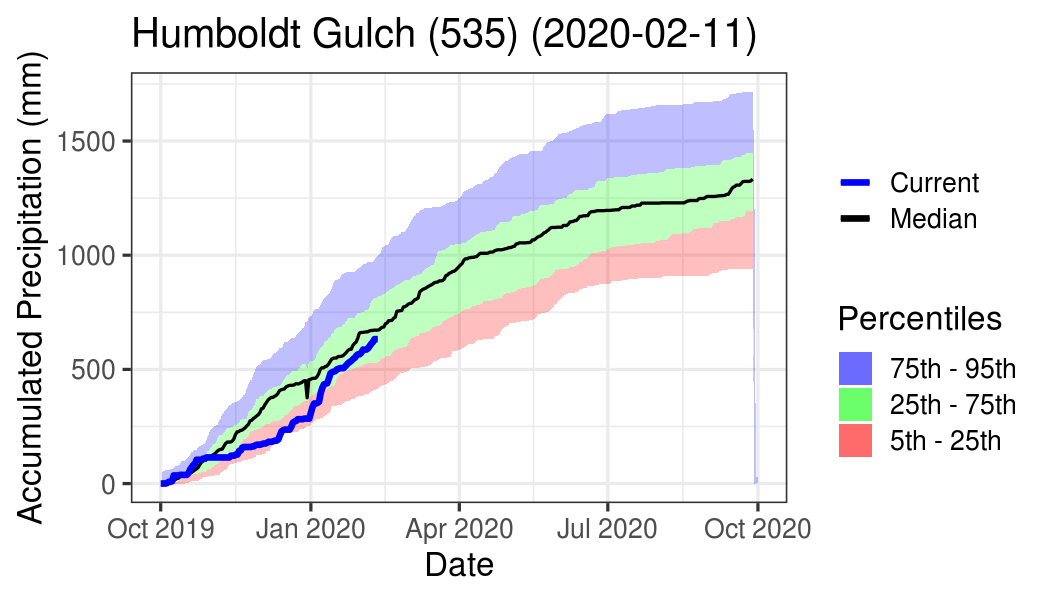 Humboldt Gulch (535) (2020-02-11)
Accumulated Precipitation (mm)
1500
1000
500
0
Oct 2019
Jan 2020
Apr 2020
Jul 2020
Oct 2020
Date
Current
Median
Percentiles
75th - 95th
25th - 75th
5th - 25th